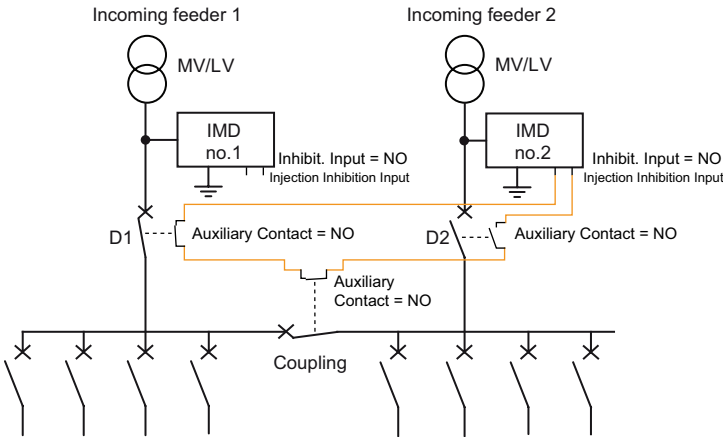 Incoming feeder 1
Incoming feeder 2
MV/LV
MV/LV
IMD
no.1
IMD
no.2
Inhibit. Input = NO
Injection Inhibition Input
Inhibit. Input = NO
Injection Inhibition Input
D1
Auxiliary Contact = NO
D2
Auxiliary Contact = NO
Auxiliary
Contact = NO
Coupling